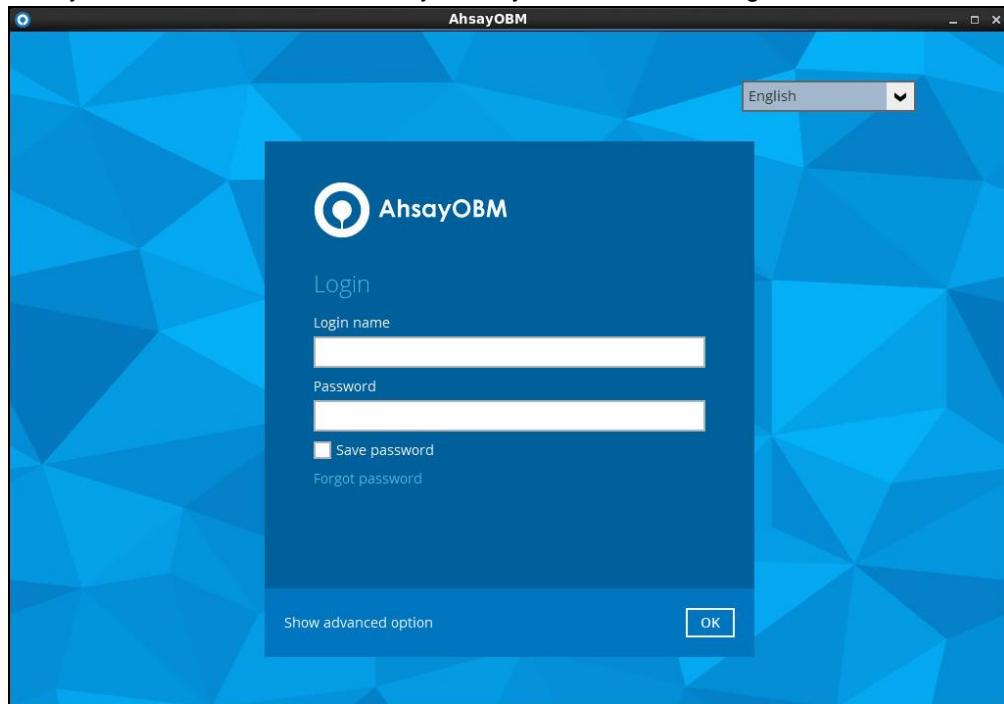 AhsayOBM
English
AhsayOBM
Login
Login name
Password
Save password
Forgot password
Show advanced option
OK